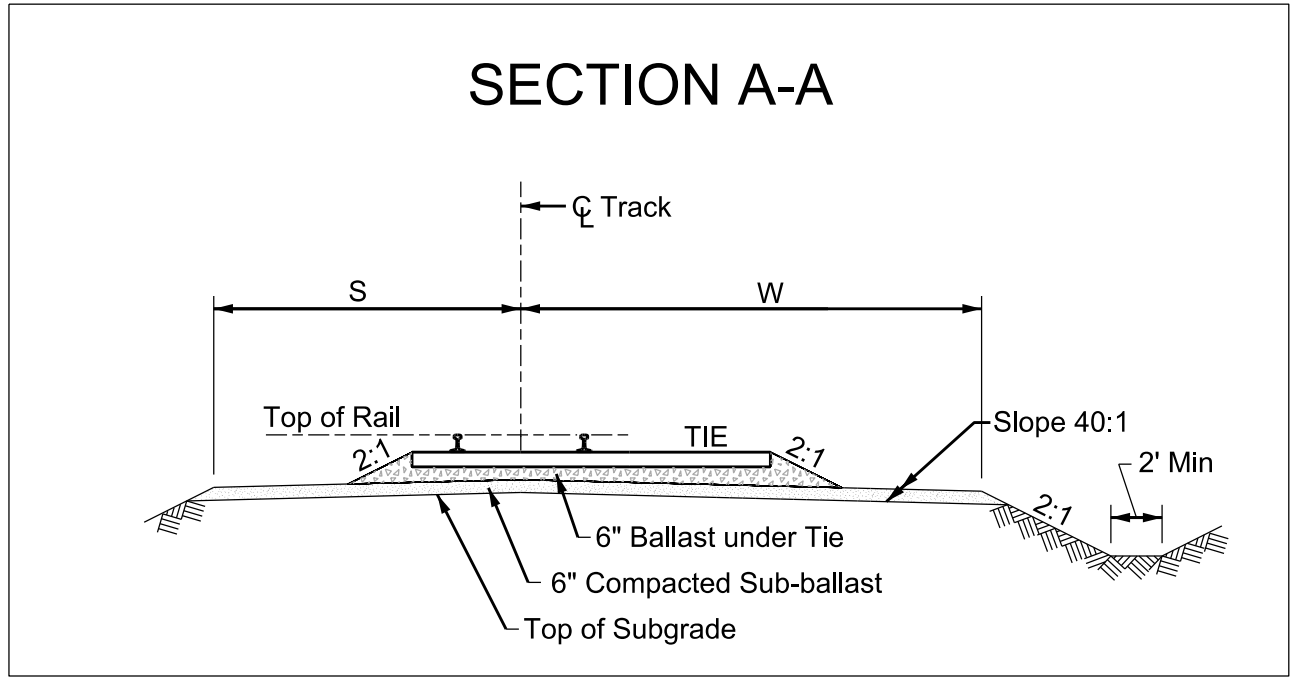 SECTION A-A
℄ Track
S
W
Top of Rail
TIE
2:1
2:1
Slope 40:1
2' Min
2:1
6" Ballast under Tie
6" Compacted Sub-ballast
Top of Subgrade